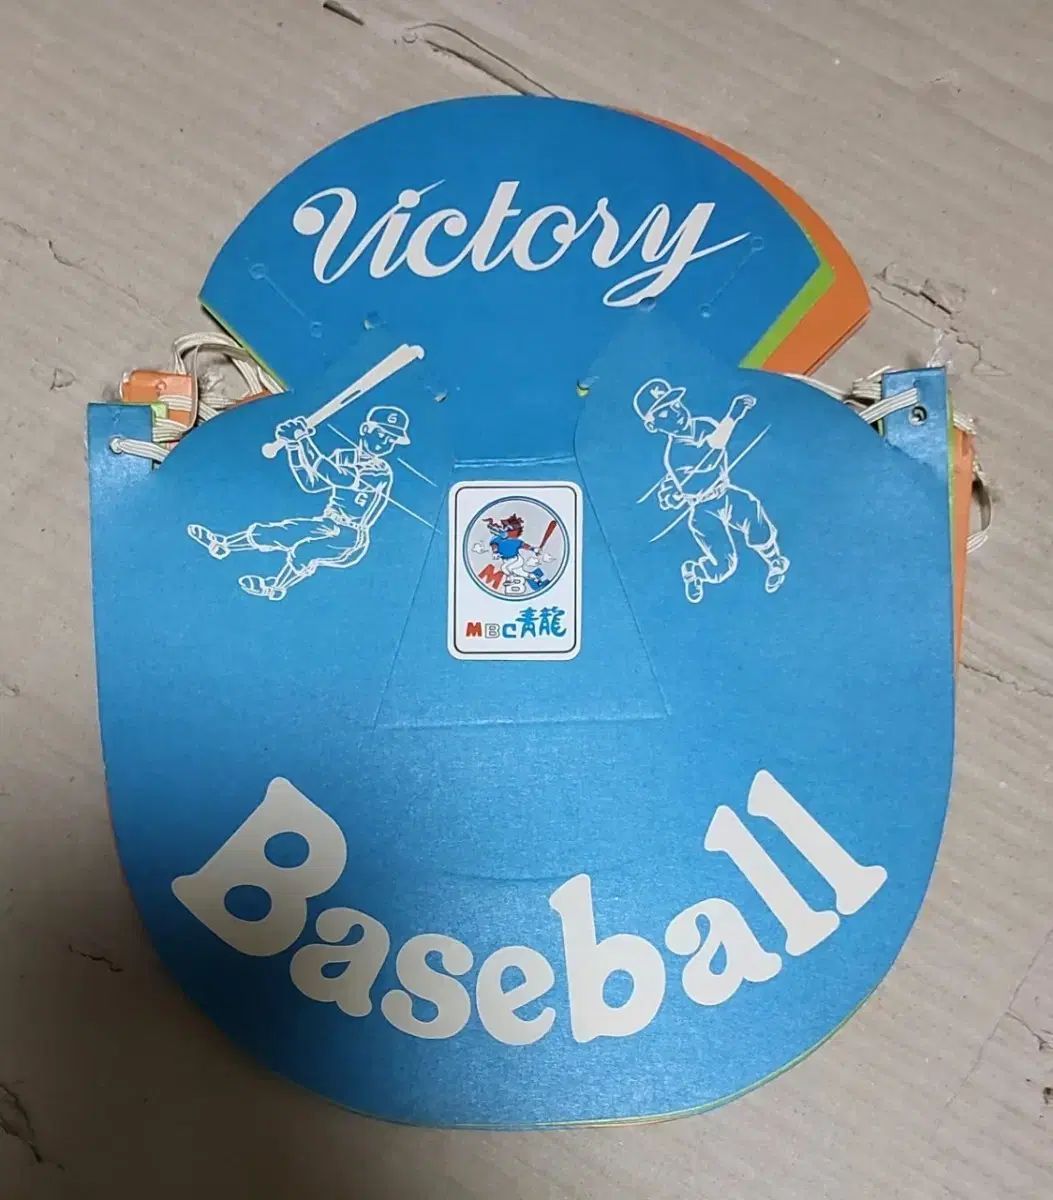 Victory
G
G
K
MBC
MBC青龍
Baseball